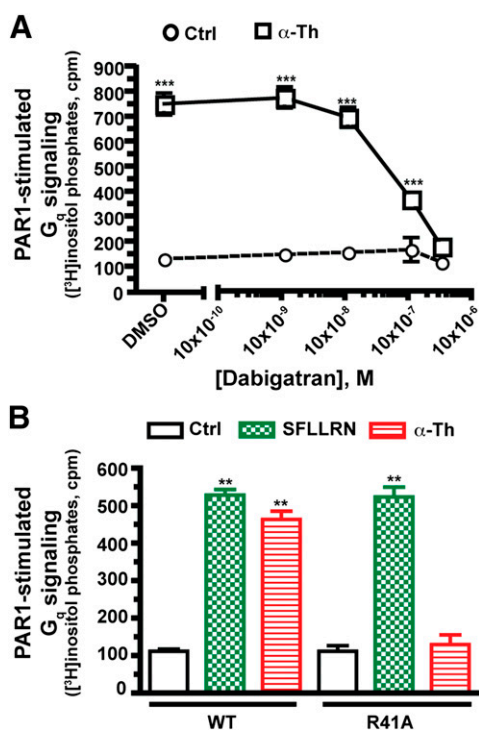 A
Ctrl
α-Th
PAR1-stimulated
Gq signaling
([³H]inositol phosphates, cpm)
900
800
700
600
500
400
300
200
100
0
***
***
***
***
DMSO
10x10⁻¹⁰
10x10⁻⁹
10x10⁻⁸
10x10⁻⁷
10x10⁻⁶
[Dabigatran], M
B
Ctrl
SFLLRN
α-Th
PAR1-stimulated
Gq signaling
([³H]inositol phosphates, cpm)
600
500
400
300
200
100
0
**
**
**
WT
R41A